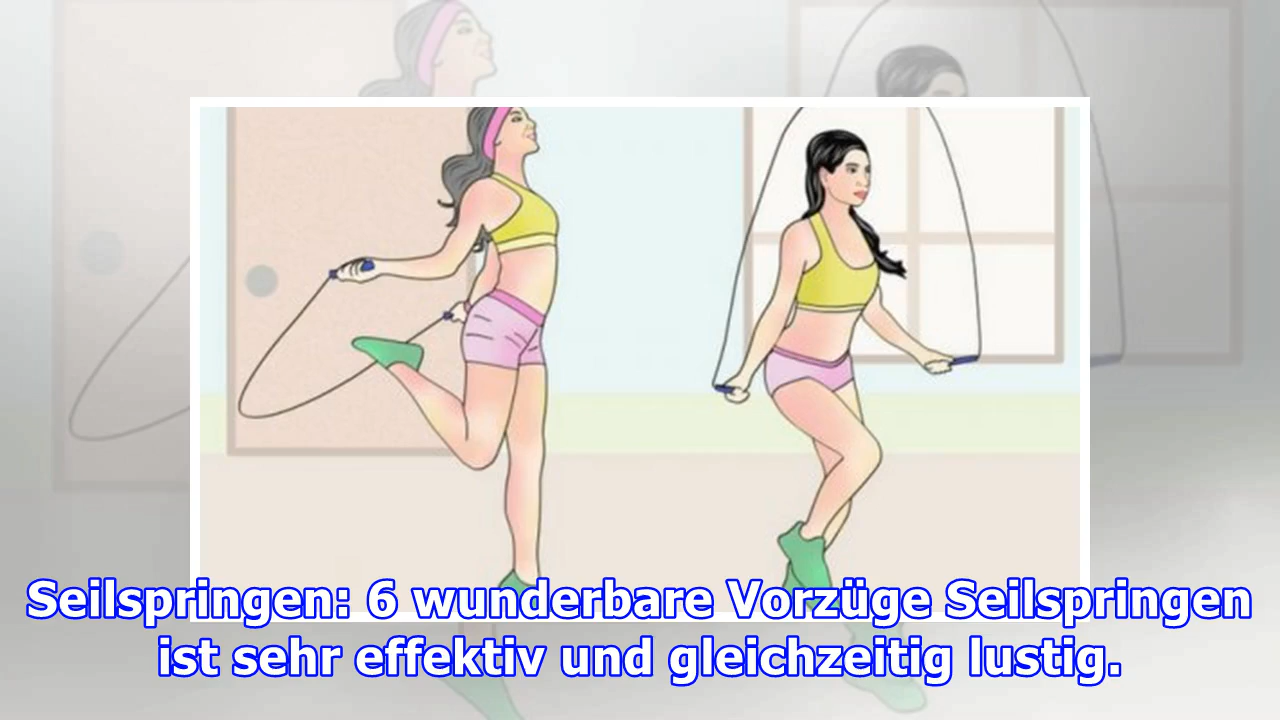 Seilspringen: 6 wunderbare Vorzüge Seilspringen
ist sehr effektiv und gleichzeitig lustig.